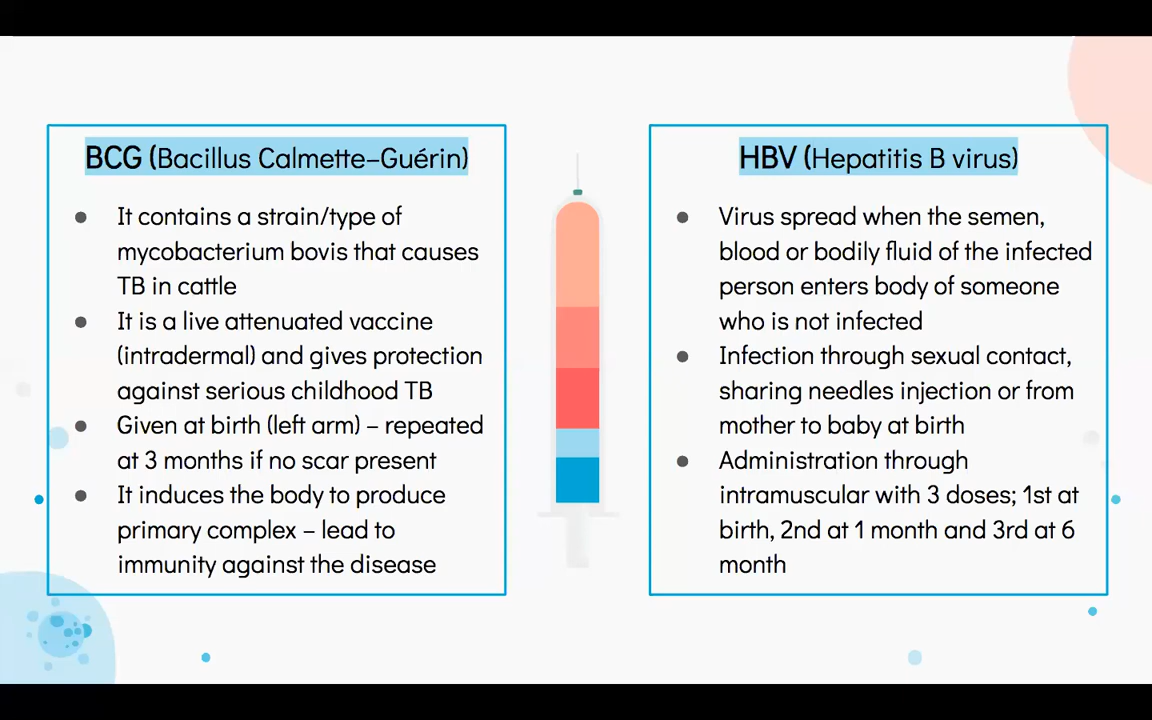 BCG (Bacillus Calmette–Guérin)
● It contains a strain/type of
mycobacterium bovis that causes
TB in cattle
● It is a live attenuated vaccine
(intradermal) and gives protection
against serious childhood TB
● Given at birth (left arm) – repeated
at 3 months if no scar present
● It induces the body to produce
primary complex – lead to
immunity against the disease
HBV (Hepatitis B virus)
● Virus spread when the semen,
blood or bodily fluid of the infected
person enters body of someone
who is not infected
● Infection through sexual contact,
sharing needles injection or from
mother to baby at birth
● Administration through
intramuscular with 3 doses; 1st at
birth, 2nd at 1 month and 3rd at 6
month